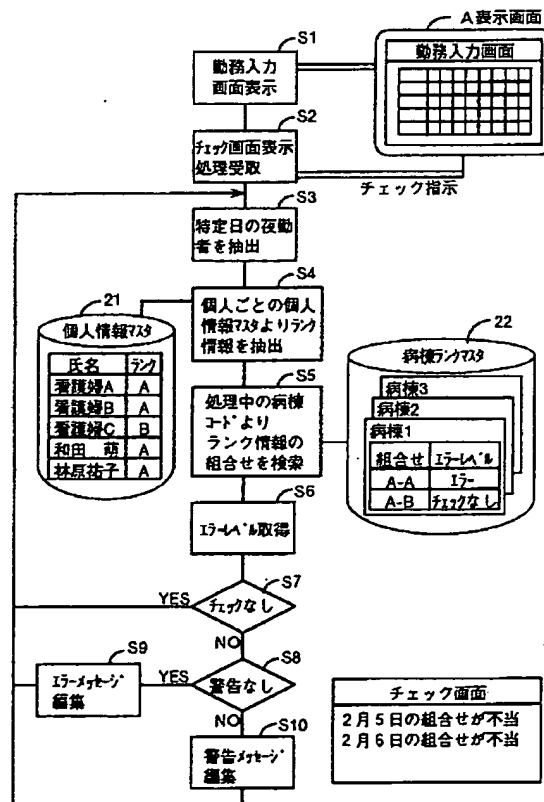 A表示画面
S1
勤務入力
画面表示
勤務入力画面
S2
チェック画面表示
処理受取
チェック指示
S3
特定日の夜勤
者を抽出
S4
個人ごとの個人
情報マスタよりランク
情報を抽出
21
個人情報マスタ
氏名 ランク
看護婦A A
看護婦B A
看護婦C B
和田 萌 A
林原祐子 A
S5
処理中の病棟
コードより
ランク情報の
組合せを検索
22
病棟ランクマスタ
病棟3
病棟2
病棟1
組合せ エラーレベル
A-A エラー
A-B チェックなし
S6
エラーレベル取得
S7
チェックなし
YES
NO
S8
警告なし
YES
NO
S9
エラーメッセージ
編集
S10
警告メッセージ
編集
チェック画面
2月5日の組合せが不当
2月6日の組合せが不当